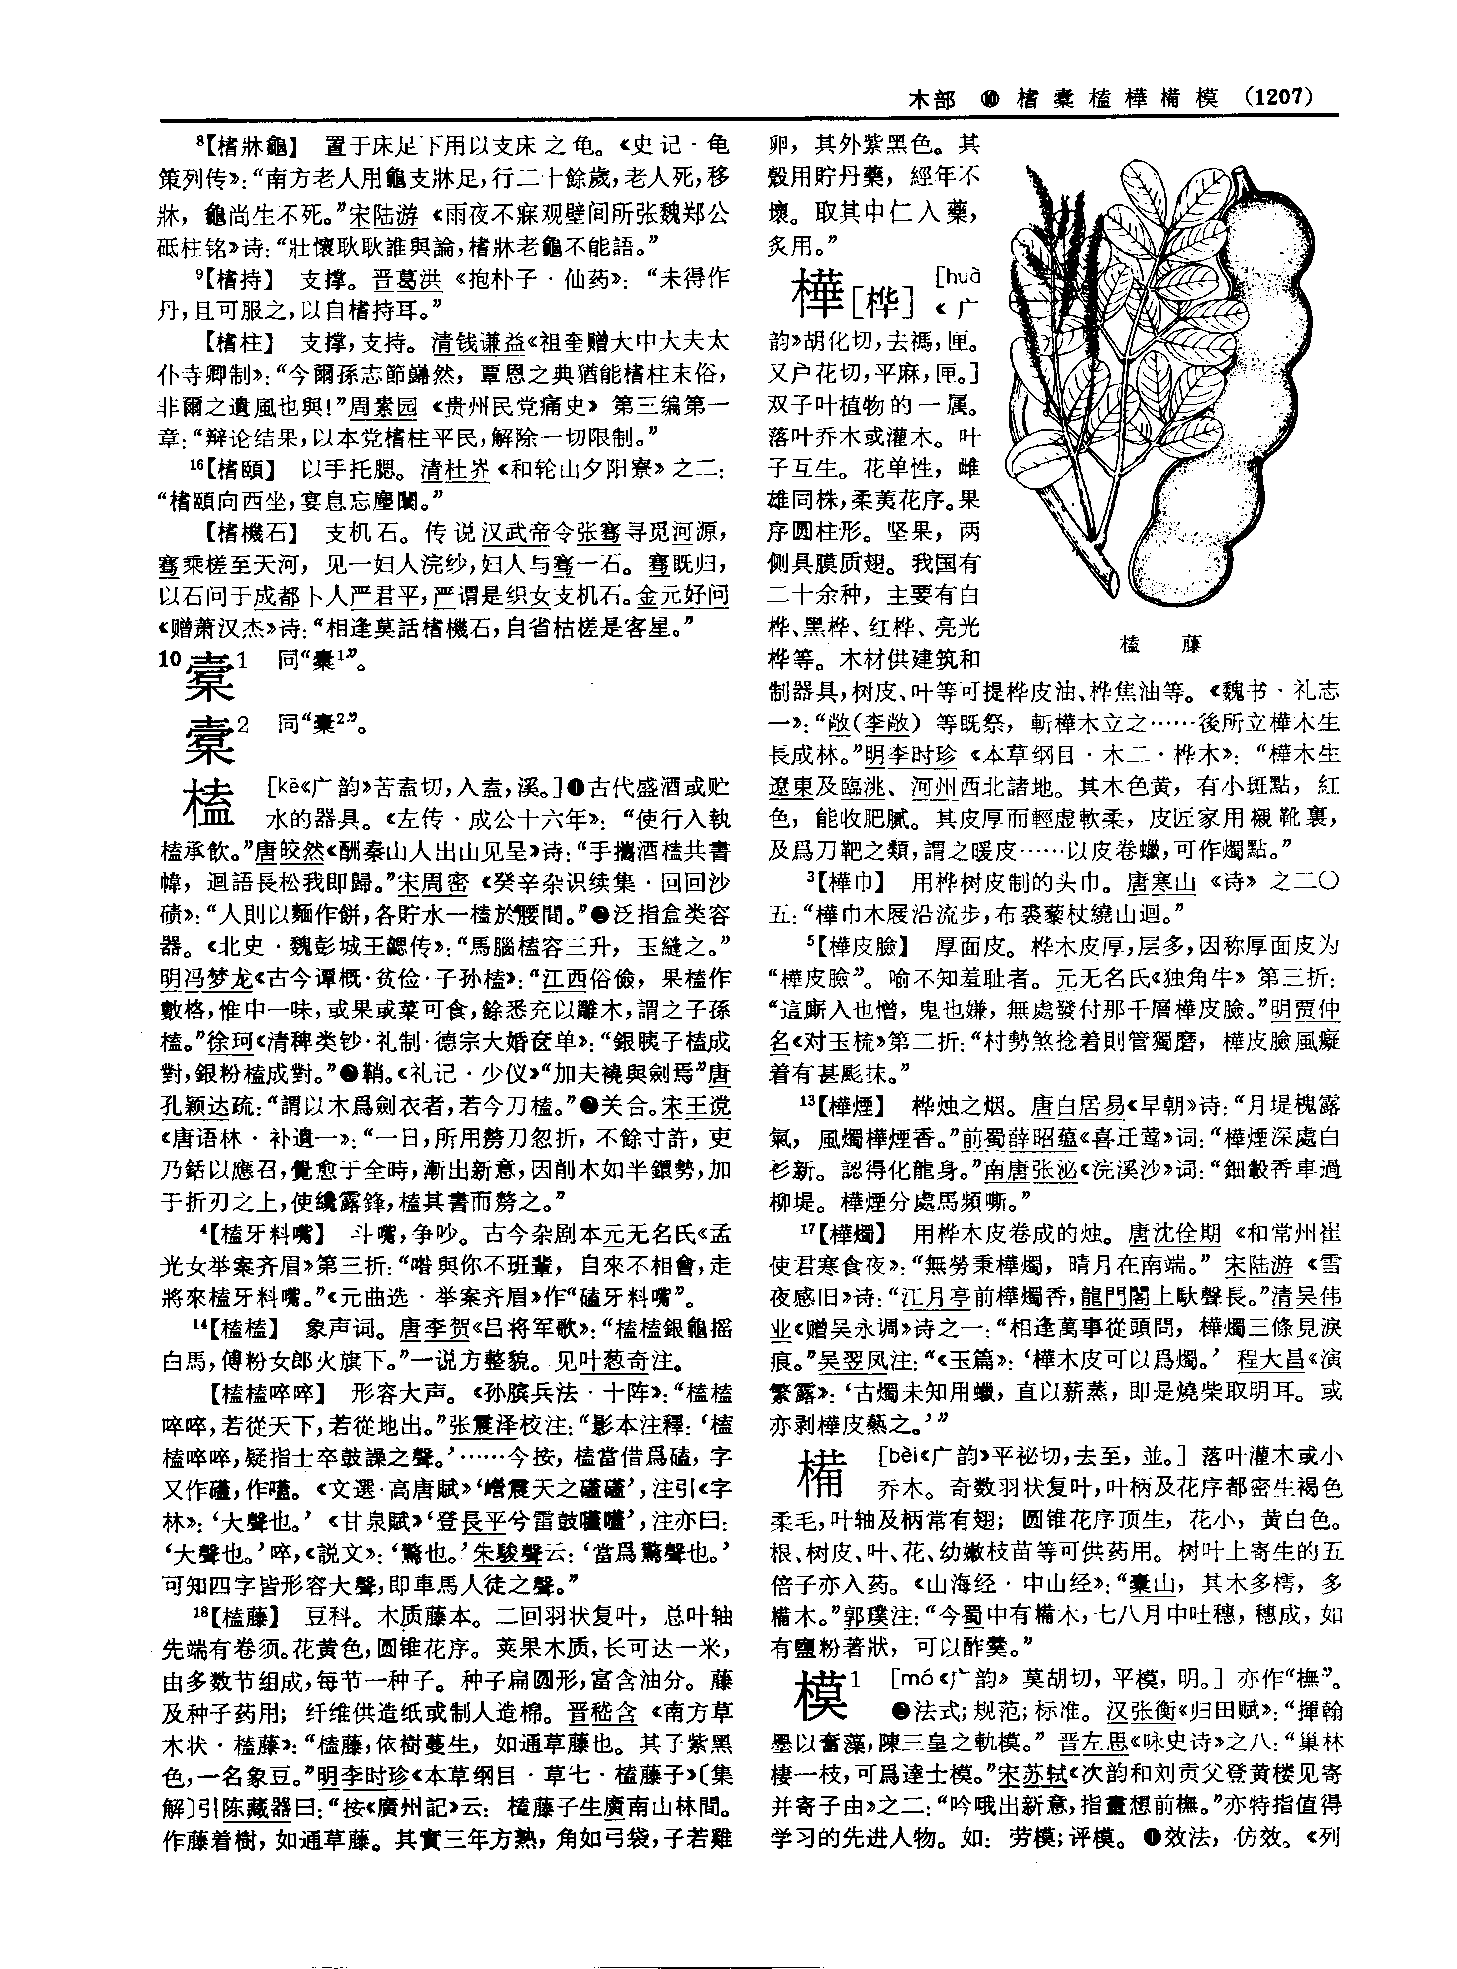 木部 ❿ 榰橐榼樺㰆模 (1207)
⁸【榰牀龜】 置于床足下用以支床之龟。《史记·龟
策列传》:“南方老人用龜支牀足,行二十餘歲,老人死,移
牀,龜尚生不死。”宋陆游《雨夜不寐观壁间所张魏郑公
砥柱铭》诗:“壯懷耿耿誰與論,榰牀老龜不能語。”
⁹【榰持】 支撑。晋葛洪《抱朴子·仙药》:“未得作
丹,且可服之,以自榰持耳。”
【榰柱】 支撑,支持。清钱谦益《祖奎赠大中大夫太
仆寺卿制》:“今爾孫志節巋然,覃恩之典猶能榰柱末俗,
非爾之遺風也與!”周素园《贵州民党痛史》第三编第一
章:“辩论结果,以本党榰柱平民,解除一切限制。”
¹⁶【榰頤】 以手托腮。清杜岕《和轮山夕阳寮》之二:
“榰頤向西坐,宴息忘塵闠。”
【榰機石】 支机石。传说汉武帝令张骞寻觅河源,
骞乘槎至天河,见一妇人浣纱,妇人与骞一石。骞既归,
以石问于成都卜人严君平,严谓是织女支机石。金元好问
《赠萧汉杰》诗:“相逢莫話榰機石,自省枯槎是客星。”
10 橐1 同“橐¹”。
橐2 同“橐²”。
榼 [kē《广韵》苦盍切,入盍,溪。]❶古代盛酒或贮
水的器具。《左传·成公十六年》:“使行人執
榼承飲。”唐皎然《酬秦山人出山见呈》诗:“手攜酒榼共書
幃,迴語長松我即歸。”宋周密《癸辛杂识续集·回回沙
碛》:“人則以麵作餅,各貯水一榼於腰間。”❷泛指盒类容
器。《北史·魏彭城王勰传》:“馬腦榼容三升,玉縫之。”
明冯梦龙《古今谭概·贫俭·子孙榼》:“江西俗儉,果榼作
數格,惟中一味,或果或菜可食,餘悉充以雕木,謂之子孫
榼。”徐珂《清稗类钞·礼制·德宗大婚奁单》:“銀胰子榼成
對,銀粉榼成對。”❸鞘。《礼记·少仪》“加夫襓與劍焉”唐
孔颖达疏:“謂以木爲劍衣者,若今刀榼。”❹关合。宋王谠
《唐语林·补遗一》:“一日,所用剺刀忽折,不餘寸許,吏
乃銛以應召,覺愈于全時,漸出新意,因削木如半鐶勢,加
于折刃之上,使纔露鋒,榼其書而剺之。”
⁴【榼牙料嘴】 斗嘴,争吵。古今杂剧本元无名氏《孟
光女举案齐眉》第三折:“喒與你不班輩,自來不相會,走
將來榼牙料嘴。”《元曲选·举案齐眉》作“磕牙料嘴”。
¹⁴【榼榼】 象声词。唐李贺《吕将军歌》:“榼榼銀龜摇
白馬,傅粉女郎火旗下。”一说方整貌。见叶葱奇注。
【榼榼啐啐】 形容大声。《孙膑兵法·十阵》:“榼榼
啐啐,若從天下,若從地出。”张震泽校注:“影本注釋:‘榼
榼啐啐,疑指士卒鼓譟之聲。’……今按,榼當借爲磕,字
又作礚,作嗑。《文選·高唐賦》‘㠝震天之礚礚’,注引《字
林》:‘大聲也。’《甘泉賦》‘登長平兮雷鼓礚’,注亦曰:
‘大聲也。’啐,《説文》:‘驚也。’朱駿聲云:‘當爲驚聲也。’
可知四字皆形容大聲,即車馬人徒之聲。”
¹⁸【榼藤】 豆科。木质藤本。二回羽状复叶,总叶轴
先端有卷须。花黄色,圆锥花序。荚果木质,长可达一米,
由多数节组成,每节一种子。种子扁圆形,富含油分。藤
及种子药用;纤维供造纸或制人造棉。晋嵇含《南方草
木状·榼藤》:“榼藤,依樹蔓生,如通草藤也。其子紫黑
色,一名象豆。”明李时珍《本草纲目·草七·榼藤子》〔集
解〕引陈藏器曰:“按《廣州記》云:榼藤子生廣南山林間。
作藤着樹,如通草藤。其實三年方熟,角如弓袋,子若雞
卵,其外紫黑色。其
殼用貯丹藥,經年不
壞。取其中仁入藥,
炙用。”
榼 藤
樺[桦] [huà
《广
韵》胡化切,去禡,匣。
又户花切,平麻,匣。]
双子叶植物的一属。
落叶乔木或灌木。叶
子互生。花单性,雌
雄同株,柔荑花序。果
序圆柱形。坚果,两
侧具膜质翅。我国有
二十余种,主要有白
桦、黑桦、红桦、亮光
桦等。木材供建筑和
制器具,树皮、叶等可提桦皮油、桦焦油等。《魏书·礼志
一》:“敞(李敞)等既祭,斬樺木立之……後所立樺木生
長成林。”明李时珍《本草纲目·木二·桦木》:“樺木生
遼東及臨洮、河州西北諸地。其木色黄,有小斑點,紅
色,能收肥膩。其皮厚而輕虚軟柔,皮匠家用襯靴裏,
及爲刀靶之類,謂之暖皮……以皮卷蠟,可作燭點。”
³【樺巾】 用桦树皮制的头巾。唐寒山《诗》之二〇
五:“樺巾木屐沿流步,布裘藜杖繞山迴。”
⁵【樺皮臉】 厚面皮。桦木皮厚,层多,因称厚面皮为
“樺皮臉”。喻不知羞耻者。元无名氏《独角牛》第三折:
“這厮人也憎,鬼也嫌,無處發付那千層樺皮臉。”明贾仲
名《对玉梳》第二折:“村勢煞捻着則管獨磨,樺皮臉風癡
着有甚颩抹。”
¹³【樺煙】 桦烛之烟。唐白居易《早朝》诗:“月堤槐露
氣,風燭樺煙香。”前蜀薛昭蕴《喜迁莺》词:“樺煙深處白
衫新。認得化龍身。”南唐张泌《浣溪沙》词:“鈿轂香車過
柳堤。樺煙分處馬頻嘶。”
¹⁷【樺燭】 用桦木皮卷成的烛。唐沈佺期《和常州崔
使君寒食夜》:“無勞秉樺燭,晴月在南端。”宋陆游《雪
夜感旧》诗:“江月亭前樺燭香,龍門閣上馱聲長。”清吴伟
业《赠吴永调》诗之一:“相逢萬事從頭問,樺燭三條見淚
痕。”吴翌凤注:“《玉篇》:‘樺木皮可以爲燭。’程大昌《演
繁露》:‘古燭未知用蠟,直以薪蒸,即是燒柴取明耳。或
亦剥樺皮爇之。’”
㰆 [bèi《广韵》平祕切,去至,並。]落叶灌木或小
乔木。奇数羽状复叶,叶柄及花序都密生褐色
柔毛,叶轴及柄常有翅;圆锥花序顶生,花小,黄白色。
根、树皮、叶、花、幼嫩枝苗等可供药用。树叶上寄生的五
倍子亦入药。《山海经·中山经》:“橐山,其木多樗,多
㰆木。”郭璞注:“今蜀中有㰆木,七八月中吐穗,穗成,如
有鹽粉著狀,可以酢羹。”
模1 [mó《广韵》莫胡切,平模,明。]亦作“橅”。
❶法式;规范;标准。汉张衡《归田赋》:“揮翰
墨以奮藻,陳三皇之軌模。”晋左思《咏史诗》之八:“巢林
棲一枝,可爲達士模。”宋苏轼《次韵和刘贡父登黄楼见寄
并寄子由》之二:“吟哦出新意,指畫想前橅。”亦特指值得
学习的先进人物。如:劳模;评模。❷效法,仿效。《列